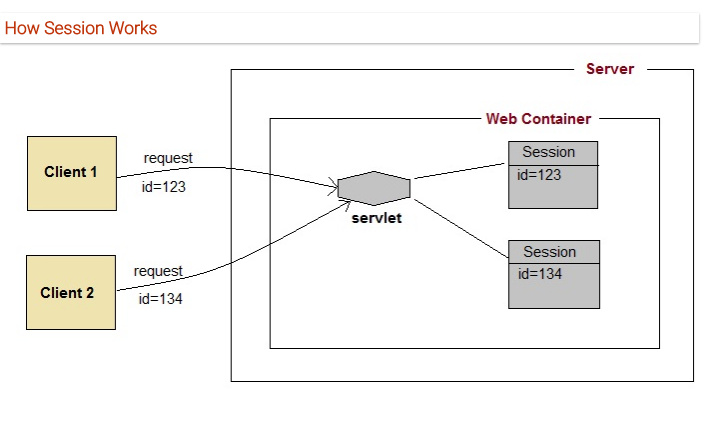 How Session Works
Server
Web Container
Client 1
request
id=123
Session
id=123
servlet
Client 2
request
id=134
Session
id=134